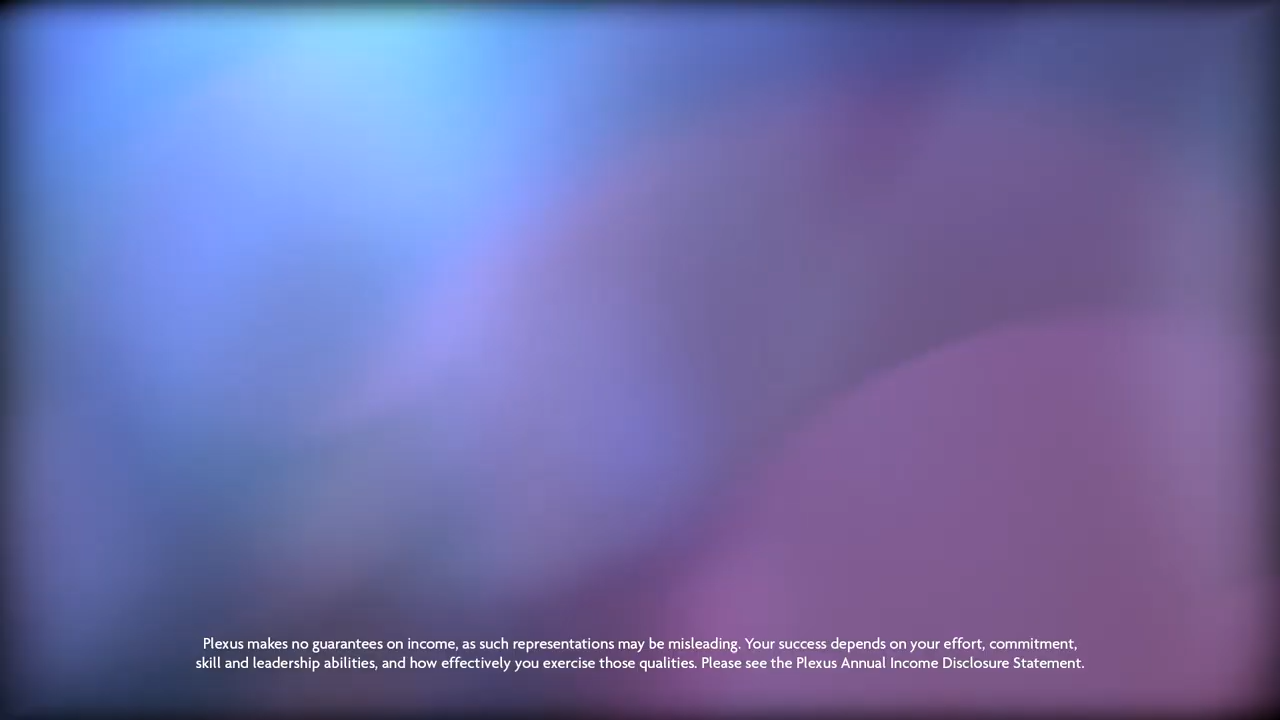 Plexus makes no guarantees on income, as such representations may be misleading. Your success depends on your effort, commitment,
skill and leadership abilities, and how effectively you exercise those qualities. Please see the Plexus Annual Income Disclosure Statement.